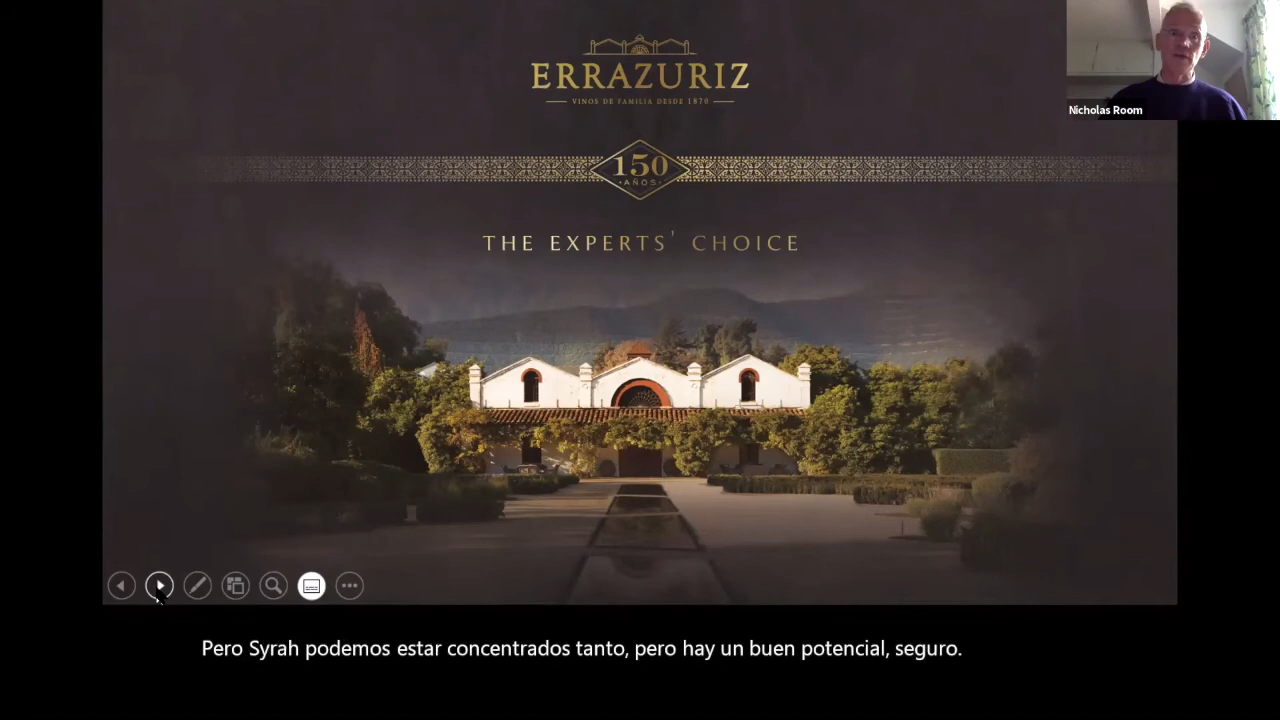 ERRAZURIZ
VINOS DE FAMILIA DESDE 1870
150
·AÑOS·
THE EXPERTS' CHOICE
Nicholas Room
Pero Syrah podemos estar concentrados tanto, pero hay un buen potencial, seguro.